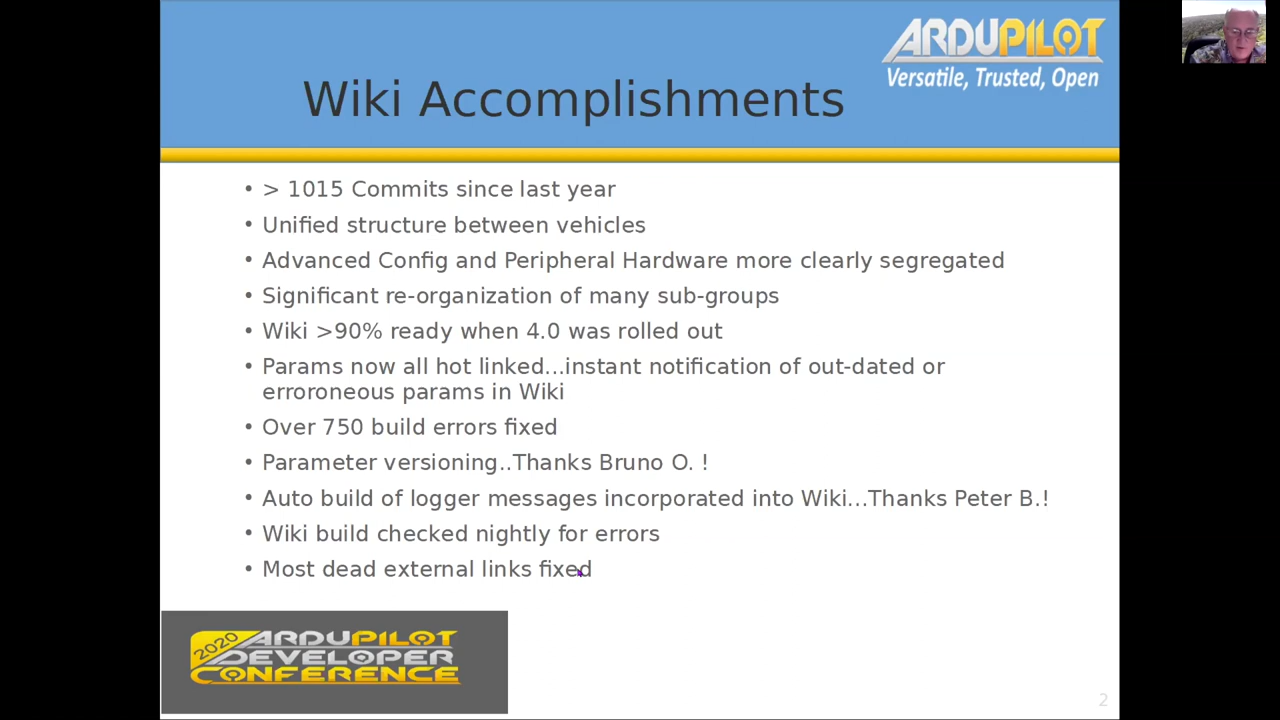 ARDUPILOT
Versatile, Trusted, Open
Wiki Accomplishments
• > 1015 Commits since last year
• Unified structure between vehicles
• Advanced Config and Peripheral Hardware more clearly segregated
• Significant re-organization of many sub-groups
• Wiki >90% ready when 4.0 was rolled out
• Params now all hot linked...instant notification of out-dated or
erroroneous params in Wiki
• Over 750 build errors fixed
• Parameter versioning..Thanks Bruno O. !
• Auto build of logger messages incorporated into Wiki...Thanks Peter B.!
• Wiki build checked nightly for errors
• Most dead external links fixed
2020 ARDUPILOT
DEVELOPER
CONFERENCE
2